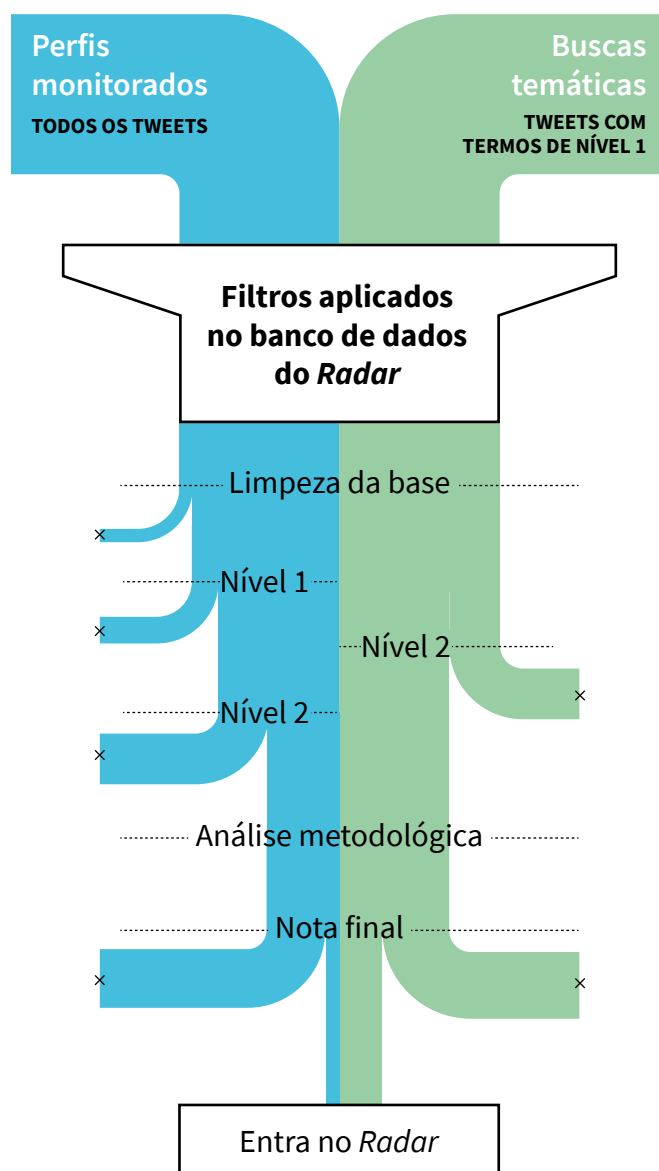 Perfis
monitorados
TODOS OS TWEETS
Buscas
temáticas
TWEETS COM
TERMOS DE NÍVEL 1
Filtros aplicados
no banco de dados
do Radar
Limpeza da base
Nível 1
Nível 2
Nível 2
Análise metodológica
Nota final
Entra no Radar